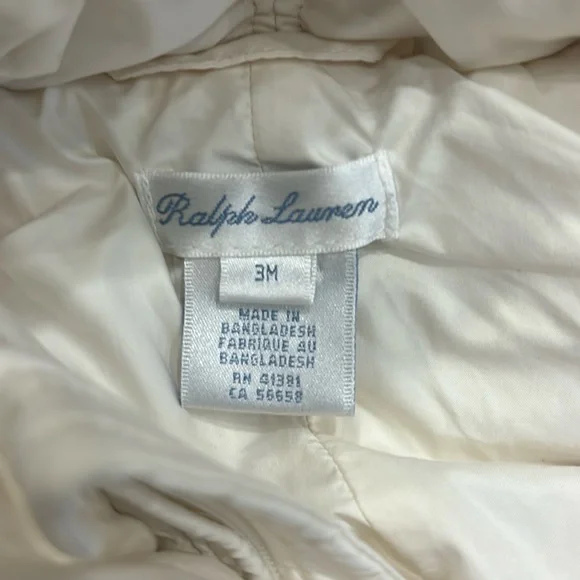 Ralph Lauren
3M
MADE IN
BANGLADESH
FABRIQUE AU
BANGLADESH
RN 41381
CA 56658